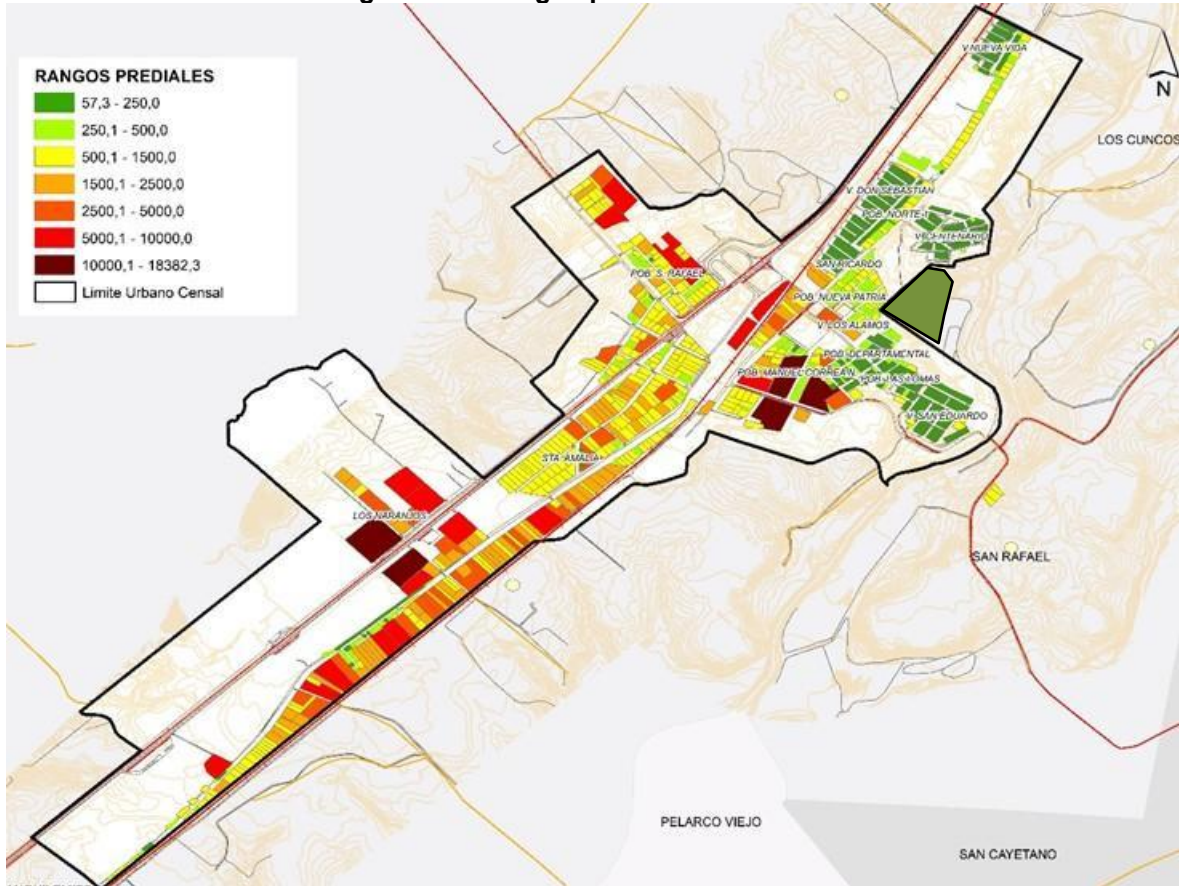 RANGOS PREDIALES
57,3 - 250,0
250,1 - 500,0
500,1 - 1500,0
1500,1 - 2500,0
2500,1 - 5000,0
5000,1 - 10000,0
10000,1 - 18382,3
Limite Urbano Censal
V. NUEVA VIDA
N
LOS CUNCOS
V. DON SEBASTIAN
POB. NORTE-1
V. CENTENARIO
SAN RICARDO
POB. S. RAFAEL
POB. NUEVA PATRIA
V. LOS ALAMOS
POB. DEPARTAMENTAL
POB. MANUEL CORREA N.
POB. LAS LOMAS
V. SAN EDUARDO
STA. AMALIA
LOS NARANJOS
SAN RAFAEL
PELARCO VIEJO
SAN CAYETANO